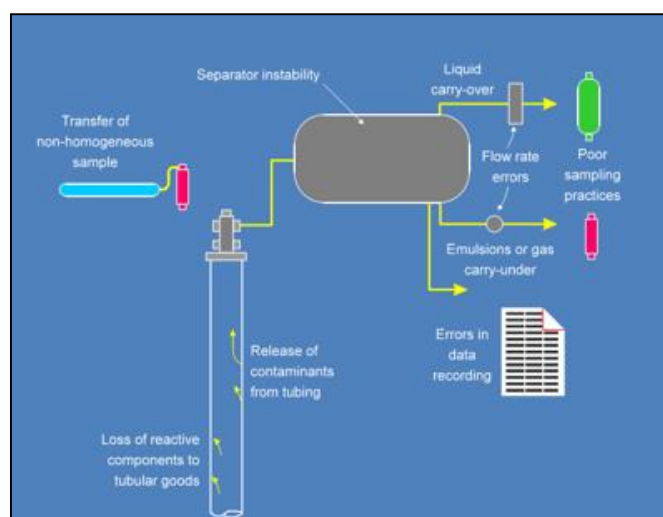 Separator instability
Liquid
carry-over
Transfer of
non-homogeneous
sample
Flow rate
errors
Poor
sampling
practices
Emulsions or gas
carry-under
Errors in
data
recording
Release of
contaminants
from tubing
Loss of reactive
components to
tubular goods